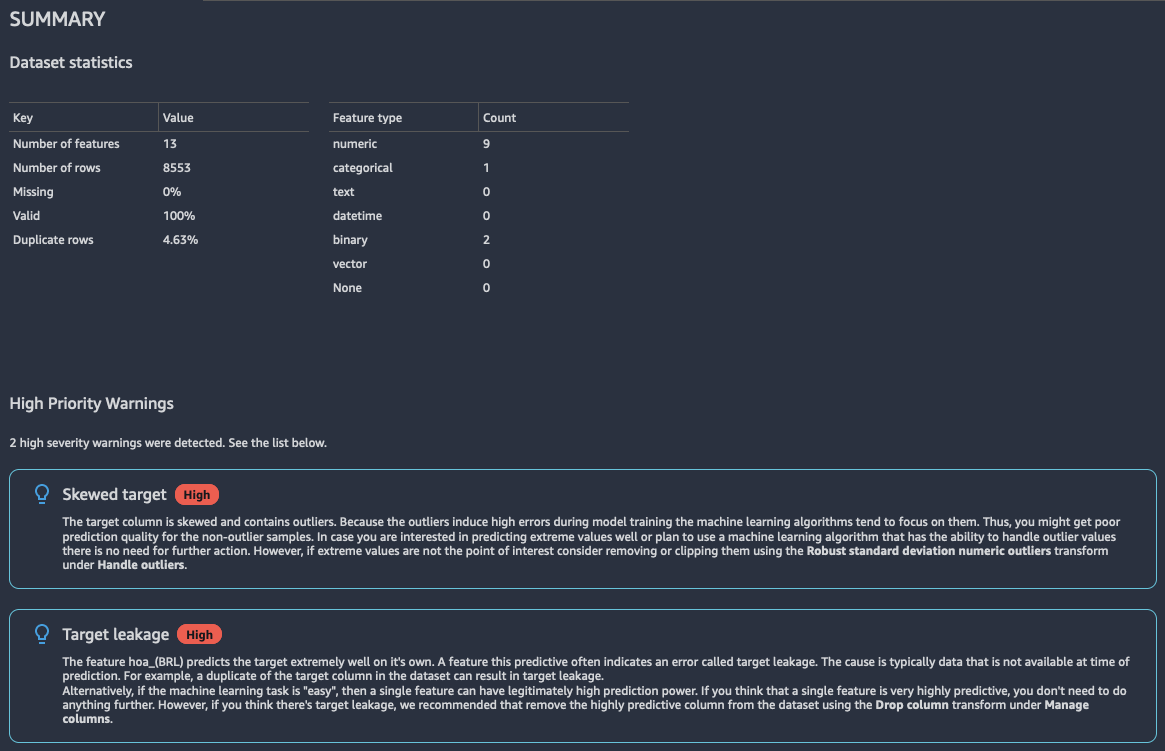 SUMMARY
Dataset statistics
Key Value
Number of features 13
Number of rows 8553
Missing 0%
Valid 100%
Duplicate rows 4.63%
Feature type Count
numeric 9
categorical 1
text 0
datetime 0
binary 2
vector 0
None 0
High Priority Warnings
2 high severity warnings were detected. See the list below.
Skewed target High
The target column is skewed and contains outliers. Because the outliers induce high errors during model training the machine learning algorithms tend to focus on them. Thus, you might get poor
prediction quality for the non-outlier samples. In case you are interested in predicting extreme values well or plan to use a machine learning algorithm that has the ability to handle outlier values
there is no need for further action. However, if extreme values are not the point of interest consider removing or clipping them using the Robust standard deviation numeric outliers transform
under Handle outliers.
Target leakage High
The feature hoa_(BRL) predicts the target extremely well on it's own. A feature this predictive often indicates an error called target leakage. The cause is typically data that is not available at time of
prediction. For example, a duplicate of the target column in the dataset can result in target leakage.
Alternatively, if the machine learning task is "easy", then a single feature can have legitimately high prediction power. If you think that a single feature is very highly predictive, you don't need to do
anything further. However, if you think there's target leakage, we recommended that remove the highly predictive column from the dataset using the Drop column transform under Manage
columns.